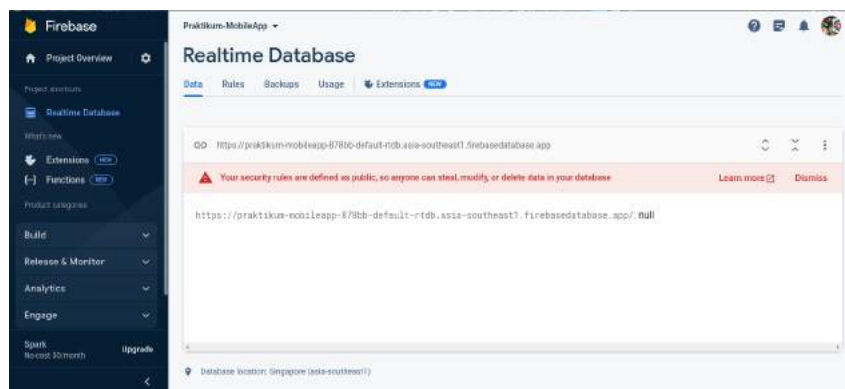 Firebase
Project Overview
Project shortcuts
Realtime Database
What's new
Extensions NEW
Functions NEW
Product categories
Build
Release & Monitor
Analytics
Engage
Spark
No-cost $0/month
Upgrade
Praktikum-MobileApp
Realtime Database
Data Rules Backups Usage Extensions NEW
https://praktikum-mobileapp-878bb-default-rtdb.asia-southeast1.firebasedatabase.app
Your security rules are defined as public, so anyone can steal, modify, or delete data in your database Learn more Dismiss
https://praktikum-mobileapp-878bb-default-rtdb.asia-southeast1.firebasedatabase.app/: null
Database location: Singapore (asia-southeast1)